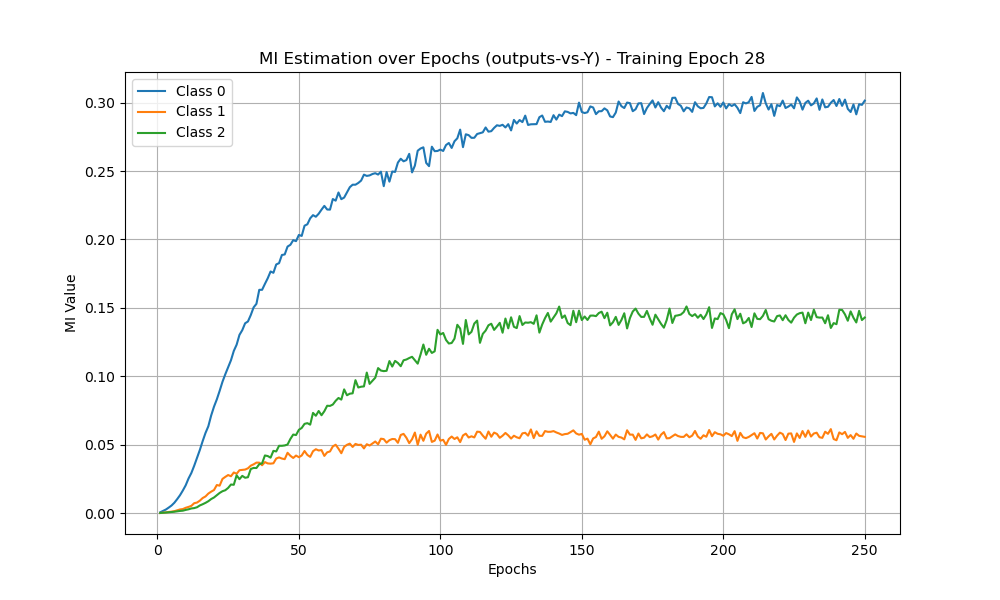 MI Estimation over Epochs (outputs-vs-Y) - Training Epoch 28
Class 0
Class 1
Class 2
MI Value
0.30
0.25
0.20
0.15
0.10
0.05
0.00
0 50 100 150 200 250
Epochs